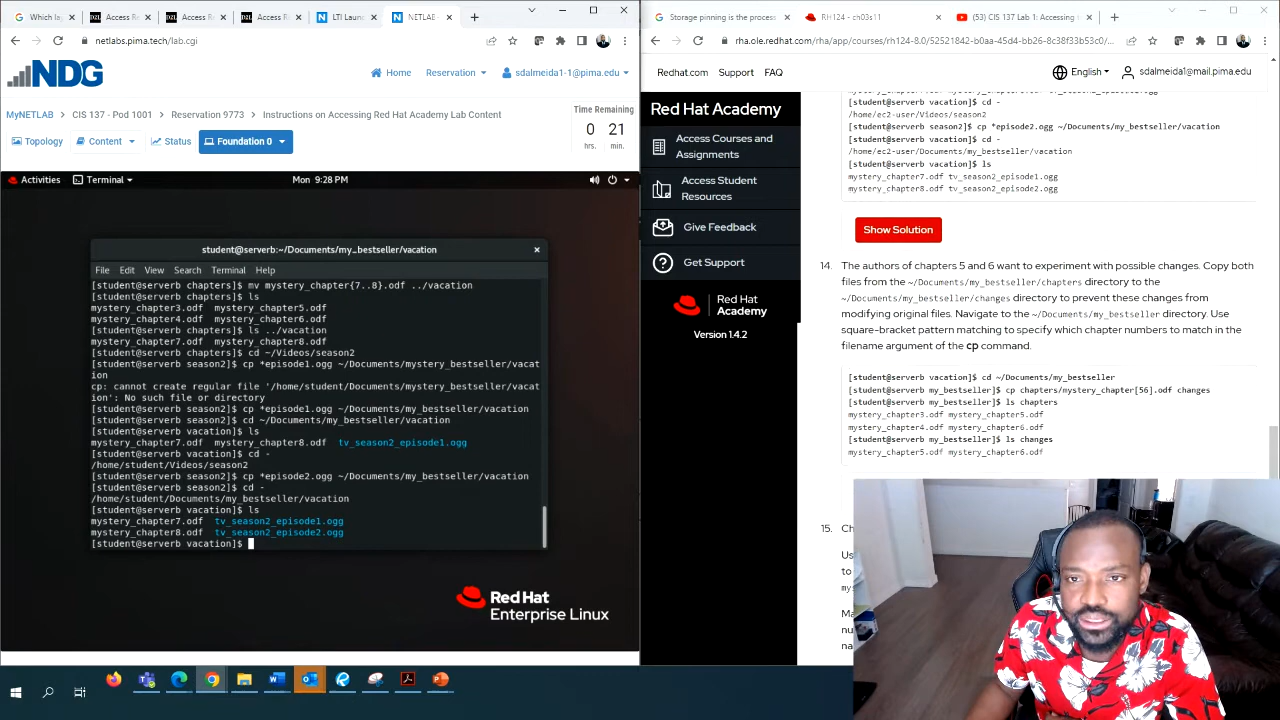 Which la
Access R
Access R
Access R
LTI Laun
NETLAB
netlabs.pima.tech/lab.cgi
NDG
Home
Reservation
sdalmeida1-1@pima.edu
MyNETLAB
CIS 137 - Pod 1001
Reservation 9773
Instructions on Accessing Red Hat Academy Lab Content
Time Remaining
0 21
hrs. min.
Topology
Content
Status
Foundation 0
Activities
Terminal
Mon 9:28 PM
student@serverb:~/Documents/my_bestseller/vacation
File Edit View Search Terminal Help
[student@serverb chapters]$ mv mystery_chapter{7..8}.odf ../vacation
[student@serverb chapters]$ ls
mystery_chapter3.odf mystery_chapter5.odf
mystery_chapter4.odf mystery_chapter6.odf
[student@serverb chapters]$ ls ../vacation
mystery_chapter7.odf mystery_chapter8.odf
[student@serverb chapters]$ cd ~/Videos/season2
[student@serverb season2]$ cp *episode1.ogg ~/Documents/mystery_bestseller/vacat
ion
cp: cannot create regular file '/home/student/Documents/mystery_bestseller/vacat
ion': No such file or directory
[student@serverb season2]$ cp *episode1.ogg ~/Documents/my_bestseller/vacation
[student@serverb season2]$ cd ~/Documents/my_bestseller/vacation
[student@serverb vacation]$ ls
mystery_chapter7.odf mystery_chapter8.odf tv_season2_episode1.ogg
[student@serverb vacation]$ cd -
/home/student/Videos/season2
[student@serverb season2]$ cp *episode2.ogg ~/Documents/my_bestseller/vacation
[student@serverb season2]$ cd -
/home/student/Documents/my_bestseller/vacation
[student@serverb vacation]$ ls
mystery_chapter7.odf tv_season2_episode1.ogg
mystery_chapter8.odf tv_season2_episode2.ogg
[student@serverb vacation]$
Red Hat
Enterprise Linux
Storage pinning is the process
RH124 - ch03s11
(53) CIS 137 Lab 1: Accessing
rha.ole.redhat.com/rha/app/courses/rh124-8.0/52521842-b0aa-45d4-bb26-8c38f33b53c0/...
Redhat.com Support FAQ
English
sdalmeida1@mail.pima.edu
Red Hat Academy
Access Courses and
Assignments
Access Student
Resources
Give Feedback
Get Support
Red Hat
Academy
Version 1.4.2
[student@serverb vacation]$ cd -
/home/ec2-user/Videos/season2
[student@serverb season2]$ cp *episode2.ogg ~/Documents/my_bestseller/vacation
[student@serverb vacation]$ cd -
/home/ec2-user/Documents/my_bestseller/vacation
[student@serverb vacation]$ ls
mystery_chapter7.odf tv_season2_episode1.ogg
mystery_chapter8.odf tv_season2_episode2.ogg
Show Solution
14. The authors of chapters 5 and 6 want to experiment with possible changes. Copy both
files from the ~/Documents/my_bestseller/chapters directory to the
~/Documents/my_bestseller/changes directory to prevent these changes from
modifying original files. Navigate to the ~/Documents/my_bestseller directory. Use
square-bracket pattern matching to specify which chapter numbers to match in the
filename argument of the cp command.
[student@serverb vacation]$ cd ~/Documents/my_bestseller
[student@serverb my_bestseller]$ cp chapters/mystery_chapter[56].odf changes
[student@serverb my_bestseller]$ ls chapters
mystery_chapter3.odf mystery_chapter5.odf
mystery_chapter4.odf mystery_chapter6.odf
[student@serverb my_bestseller]$ ls changes
mystery_chapter5.odf mystery_chapter6.odf
15. Ch
Us
to
Ma
nu
na